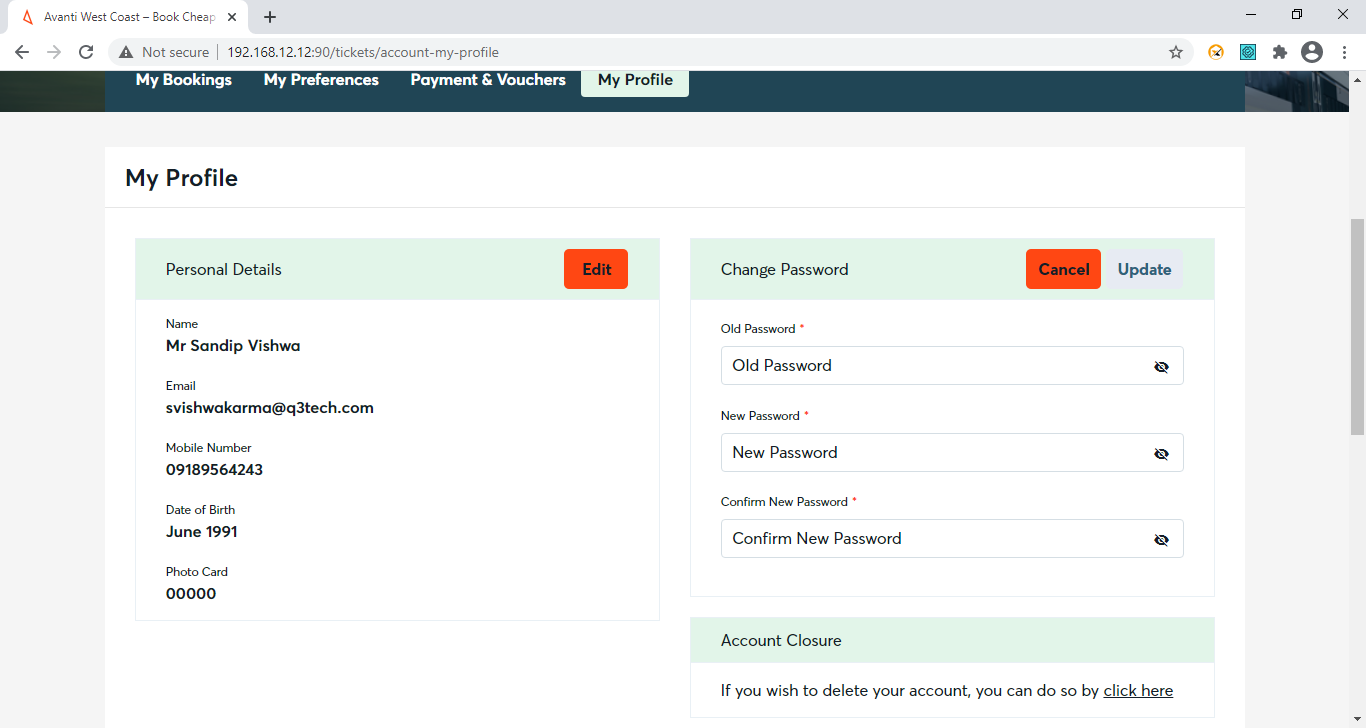 Avanti West Coast – Book Cheap
Not secure
192.168.12.12:90/tickets/account-my-profile
My Bookings
My Preferences
Payment & Vouchers
My Profile
My Profile
Personal Details
Edit
Name
Mr Sandip Vishwa
Email
svishwakarma@q3tech.com
Mobile Number
09189564243
Date of Birth
June 1991
Photo Card
00000
Change Password
Cancel
Update
Old Password *
Old Password
New Password *
New Password
Confirm New Password *
Confirm New Password
Account Closure
If you wish to delete your account, you can do so by click here